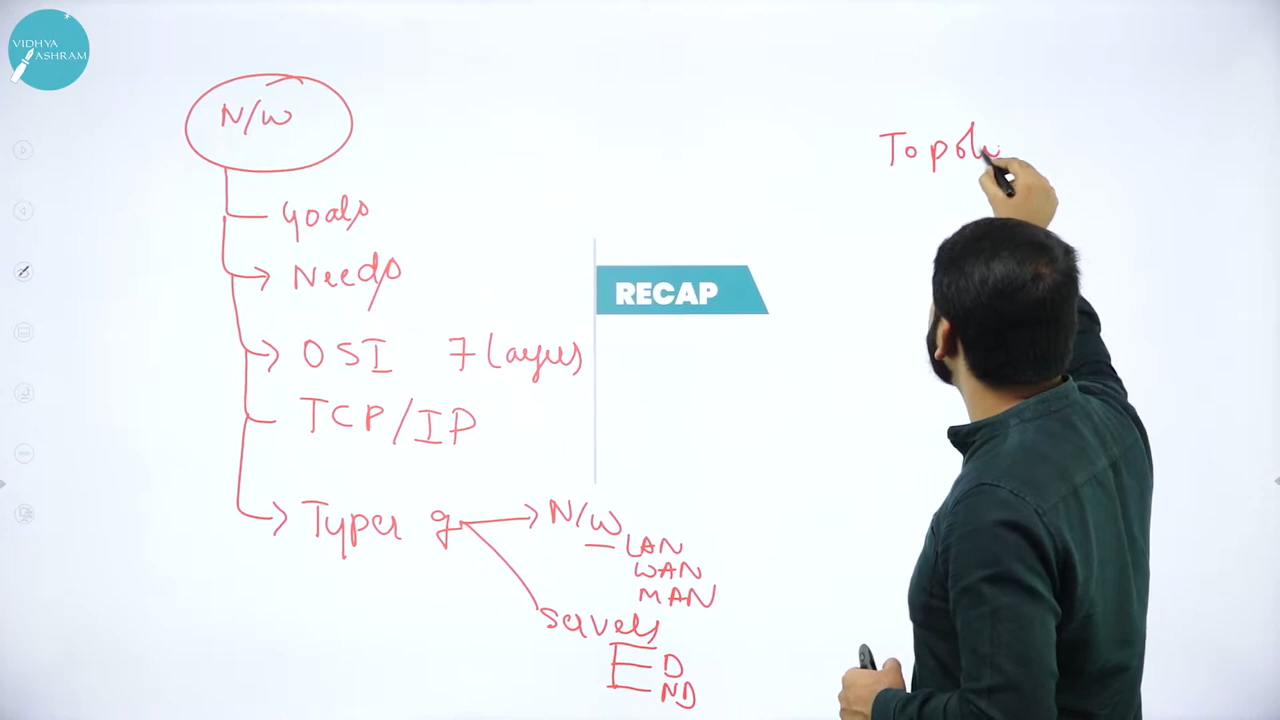 VIDHYA
ASHRAM
N/W
Goals
Needs
OSI 7 Layers
TCP/IP
Types of
N/W
LAN
WAN
MAN
Servers
D
ND
RECAP
Topolo